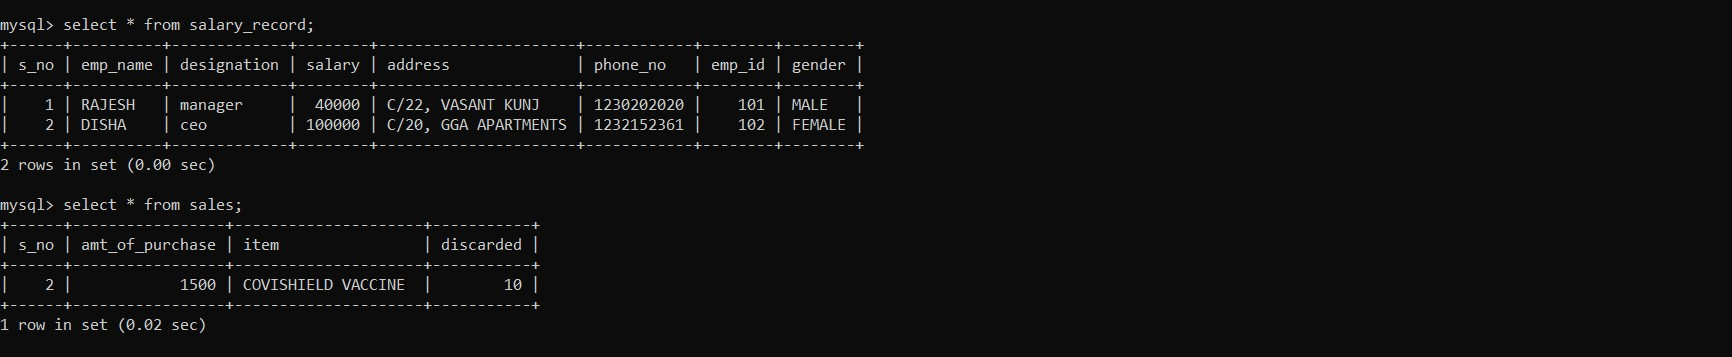 mysql> select * from salary_record;
+------+----------+-------------+--------+----------------------+------------+--------+--------+
| s_no | emp_name | designation | salary | address              | phone_no   | emp_id | gender |
+------+----------+-------------+--------+----------------------+------------+--------+--------+
|    1 | RAJESH   | manager     |  40000 | C/22, VASANT KUNJ    | 1230202020 |    101 | MALE   |
|    2 | DISHA    | ceo         | 100000 | C/20, GGA APARTMENTS | 1232152361 |    102 | FEMALE |
+------+----------+-------------+--------+----------------------+------------+--------+--------+
2 rows in set (0.00 sec)

mysql> select * from sales;
+------+-----------------+---------------------+-----------+
| s_no | amt_of_purchase | item                | discarded |
+------+-----------------+---------------------+-----------+
|    2 |            1500 | COVISHIELD VACCINE  |        10 |
+------+-----------------+---------------------+-----------+
1 row in set (0.02 sec)